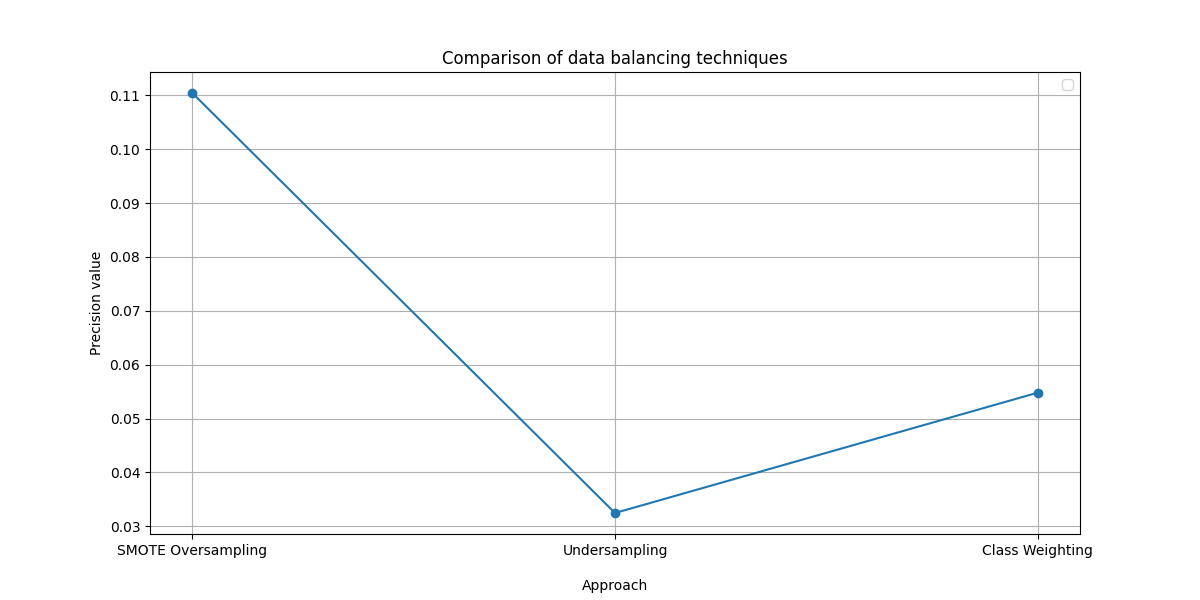 Comparison of data balancing techniques
0.11
0.10
0.09
0.08
0.07
0.06
0.05
0.04
0.03
Precision value
SMOTE Oversampling
Undersampling
Class Weighting
Approach